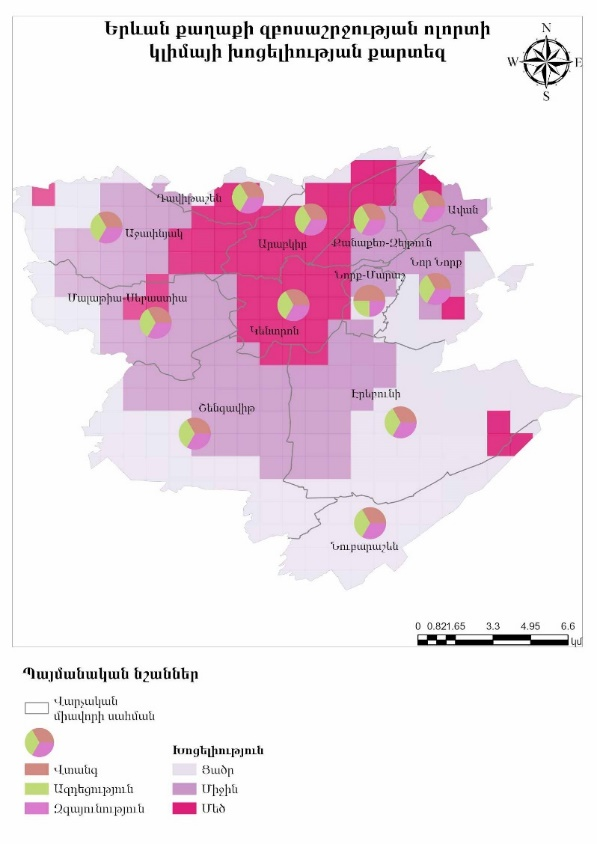 Երևան քաղաքի զբոսաշրջության ոլորտի
կլիմայի խոցելիության քարտեզ
N
W E
S
Դավիթաշեն
Աջափնյակ
Արաբկիր
Քանաքեռ-Զեյթուն
Ավան
Նոր Նորք
Նորք-Մարաշ
Մալաթիա-Սեբաստիա
Կենտրոն
Շենգավիթ
Էրեբունի
Նուբարաշեն
0 0.821.65 3.3 4.95 6.6
կմ
Պայմանական նշաններ
Վարչական
միավորի սահման
Վտանգ
Ազդեցություն
Զգայունություն
Խոցելիություն
Ցածր
Միջին
Մեծ